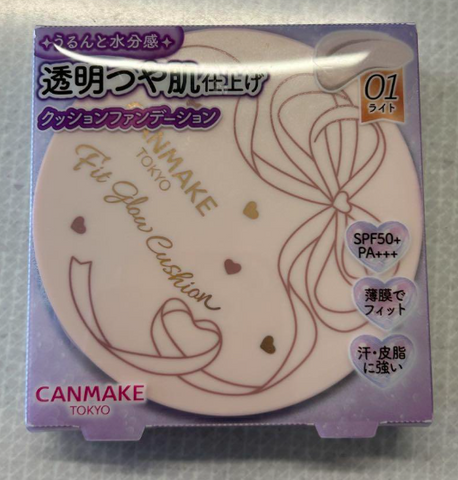 うるんと水分感
透明つや肌仕上げ
クッションファンデーション
01
ライト
CANMAKE
TOKYO
Fit Glow Cushion
SPF50+
PA+++
薄膜で
フィット
汗・皮脂
に強い
CANMAKE
TOKYO